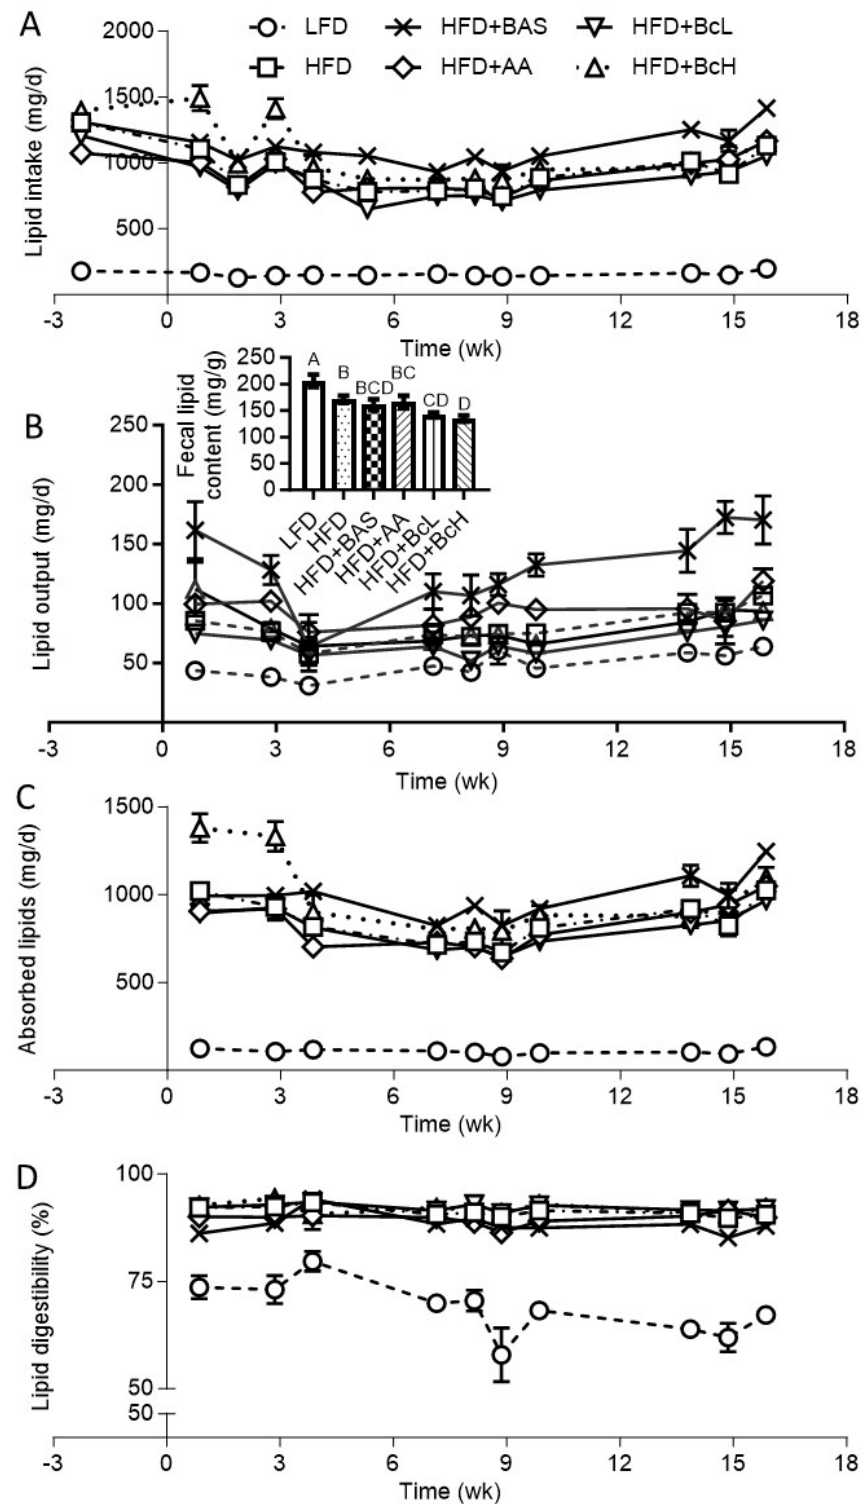 A
LFD
HFD+BAS
HFD+BcL
HFD
HFD+AA
HFD+BcH
Lipid intake (mg/d)
2000
1500
1000
500
-3 0 3 6 9 12 15 18
Time (wk)
B
Fecal lipid
content (mg/g)
250
200
150
100
50
0
A B BCD BC CD D
LFD
HFD
HFD+BAS
HFD+AA
HFD+BcL
HFD+BcH
Lipid output (mg/d)
250
200
150
100
50
-3 0 3 6 9 12 15 18
Time (wk)
C
Absorbed lipids (mg/d)
1500
1000
500
-3 0 3 6 9 12 15 18
Time (wk)
D
Lipid digestibility (%)
100
75
50
50
-3 0 3 6 9 12 15 18
Time (wk)